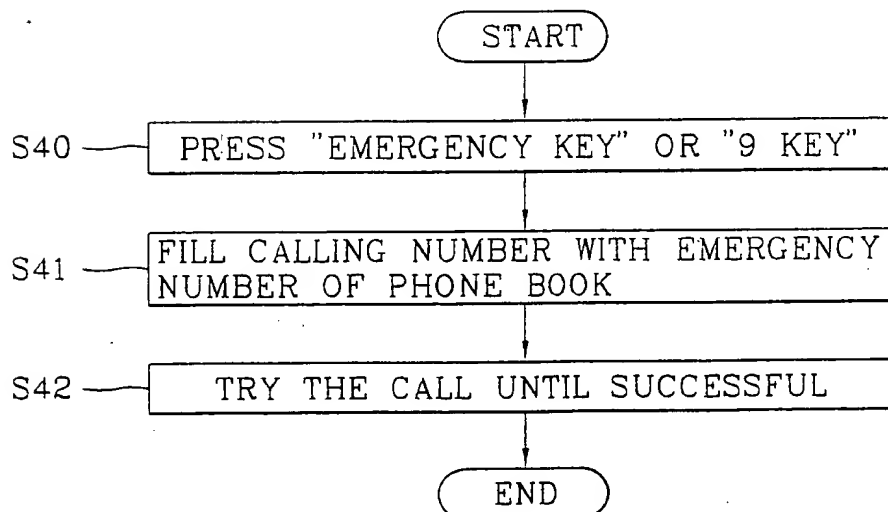 START
S40
PRESS "EMERGENCY KEY" OR "9 KEY"
S41
FILL CALLING NUMBER WITH EMERGENCY
NUMBER OF PHONE BOOK
S42
TRY THE CALL UNTIL SUCCESSFUL
END